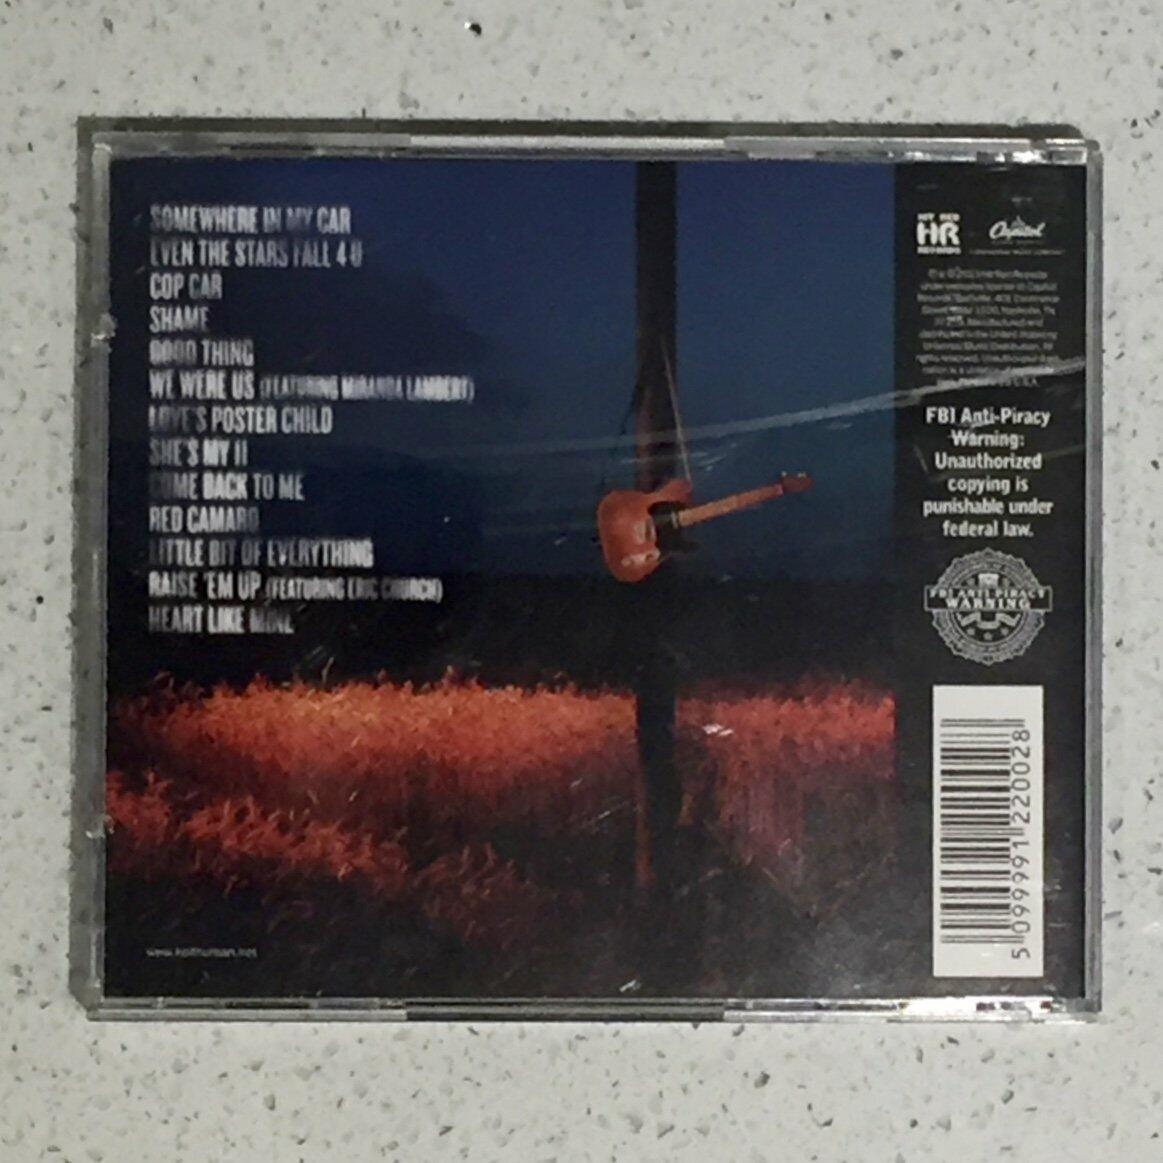 SOMEWHERE IN MY CAR
EVEN THE STARS FALL 4 U
COP CAR
SHAME
GOOD THING
WE WERE US (FEATURING MIRANDA LAMBERT)
LOVE'S POSTER CHILD
SHE'S MY 11
COME BACK TO ME
RED CAMARO
LITTLE BIT OF EVERYTHING
RAISE 'EM UP (FEATURING ERIC CHURCH)
HEART LIKE MINE
www.keithurban.net
HIT RED
HR
RECORDS
Capitol
FBI Anti-Piracy
Warning:
Unauthorized
copying is
punishable under
federal law.
FBI ANTI-PIRACY
WARNING
5 099991 220028